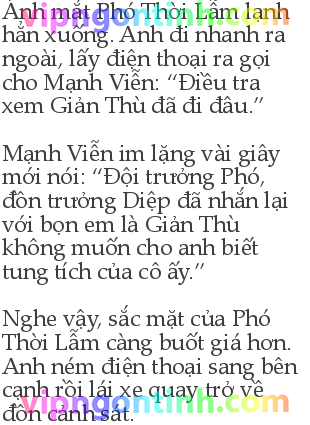 Ánh mắt Phó Thời Lẫm lạnh
hẳn xuống. Anh đi nhanh ra
ngoài, lấy điện thoại ra gọi
cho Mạnh Viễn: “Điều tra
xem Giản Thù đã đi đâu.”
Mạnh Viễn im lặng vài giây
mới nói: “Đội trưởng Phó,
đồn trưởng Diệp đã nhắn lại
với bọn em là Giản Thù
không muốn cho anh biết
tung tích của cô ấy.”
Nghe vậy, sắc mặt của Phó
Thời Lẫm càng buốt giá hơn.
Anh ném điện thoại sang bên
cạnh rồi lái xe quay trở về
đồn cảnh sát.
vipngontinh.com
vipngontinh.com